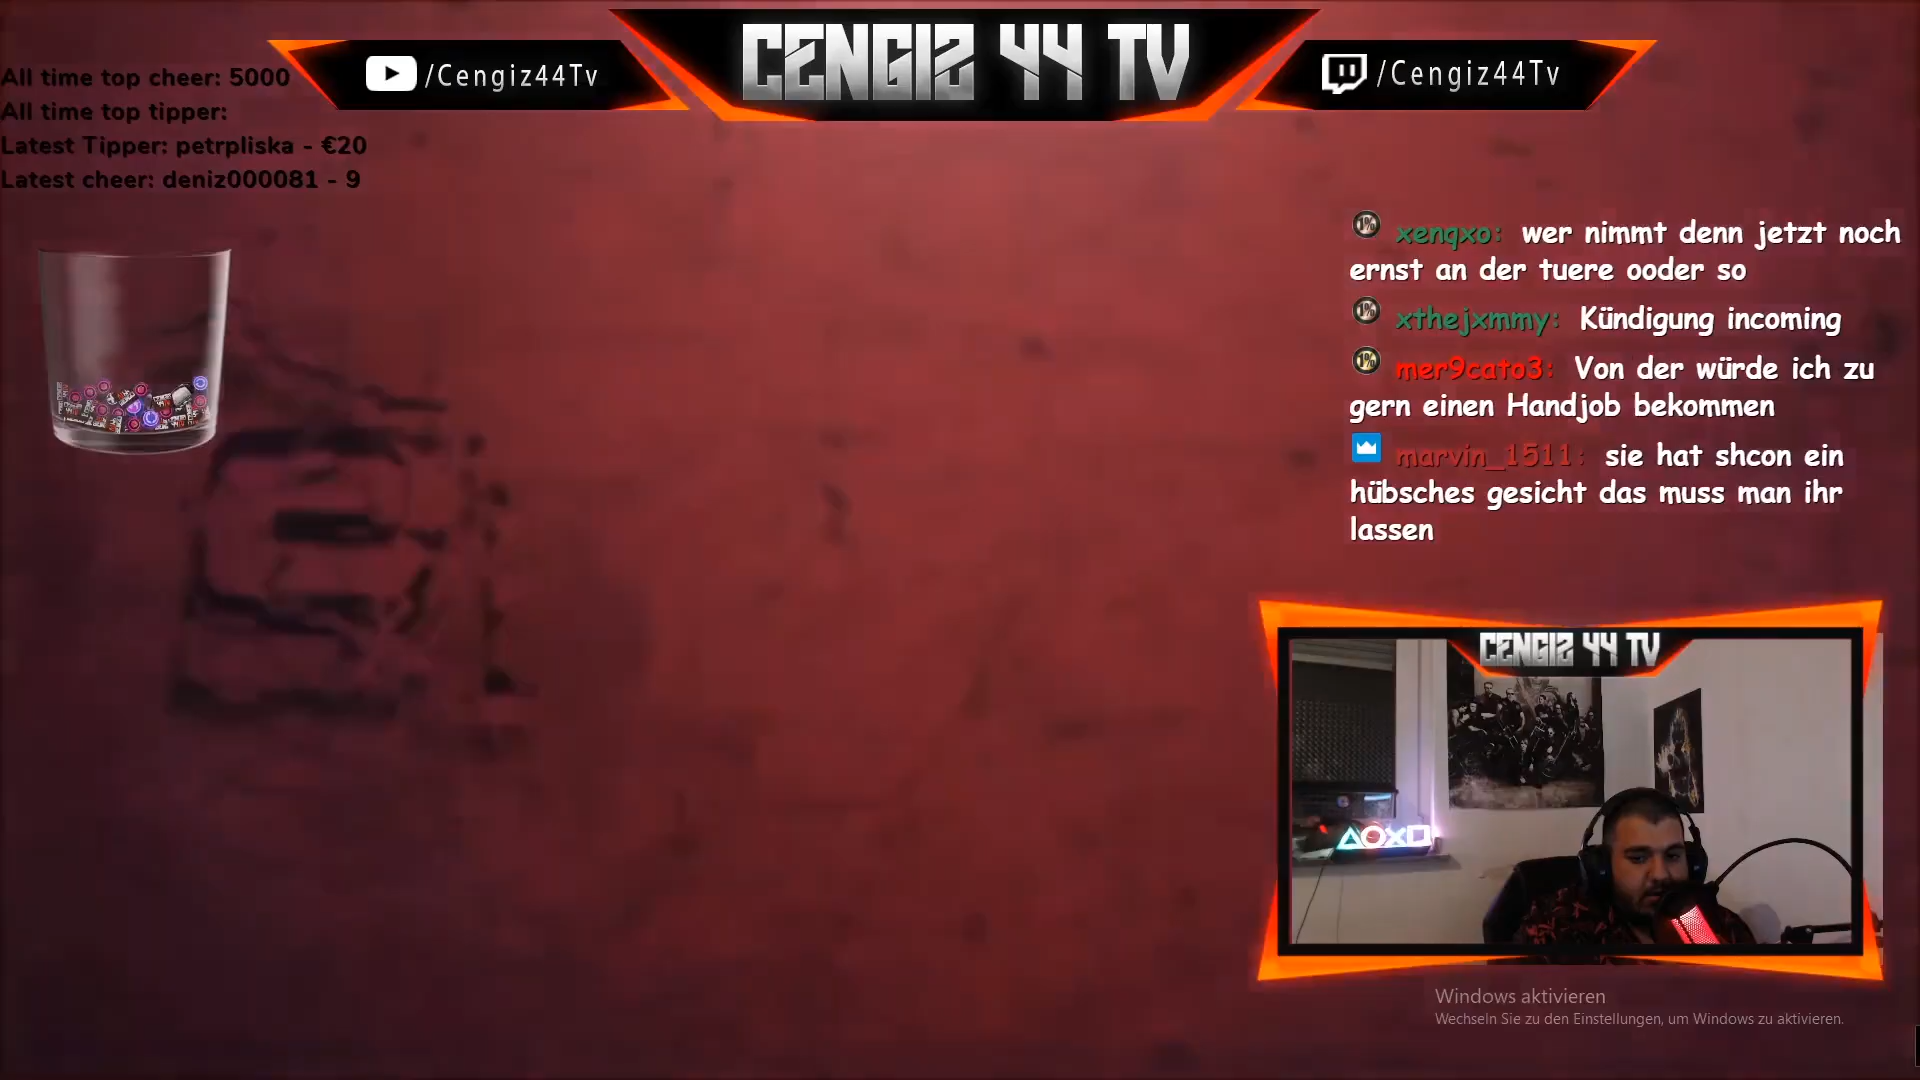 CENGIZ 44 TV
/Cengiz44Tv
/Cengiz44Tv
All time top cheer: 5000
All time top tipper:
Latest Tipper: petrpliska - €20
Latest cheer: deniz000081 - 9
xenqxo: wer nimmt denn jetzt noch
ernst an der tuere ooder so
xthejxmmy: Kündigung incoming
mer9cato3: Von der würde ich zu
gern einen Handjob bekommen
marvin_1511: sie hat shcon ein
hübsches gesicht das muss man ihr
lassen
CENGIZ 44 TV
Windows aktivieren
Wechseln Sie zu den Einstellungen, um Windows zu aktivieren.